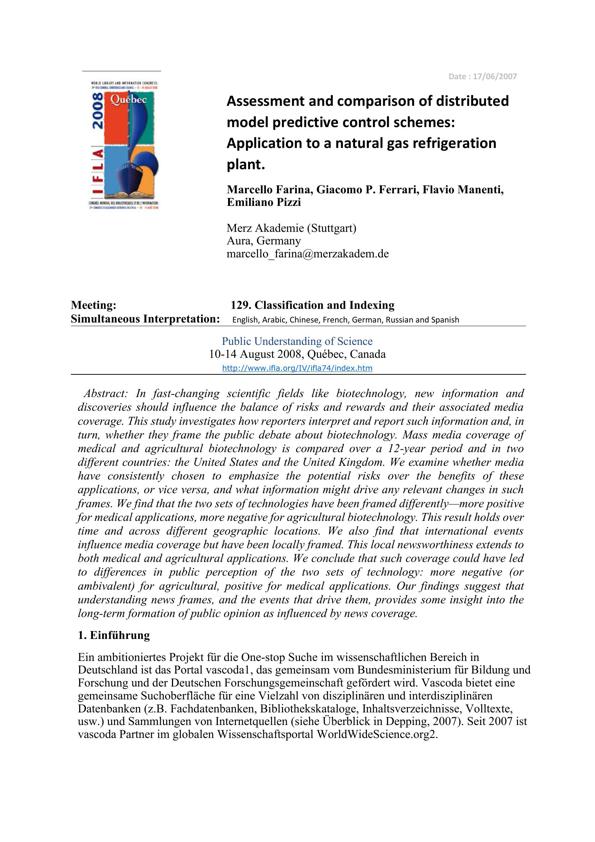 Date : 17/06/2007
WORLD LIBRARY AND INFORMATION CONGRESS:
2008
Québec
IFLA
Assessment and comparison of distributed
model predictive control schemes:
Application to a natural gas refrigeration
plant.
Marcello Farina, Giacomo P. Ferrari, Flavio Manenti,
Emiliano Pizzi
Merz Akademie (Stuttgart)
Aura, Germany
marcello_farina@merzakadem.de
Meeting: 129. Classification and Indexing
Simultaneous Interpretation: English, Arabic, Chinese, French, German, Russian and Spanish
Public Understanding of Science
10-14 August 2008, Québec, Canada
http://www.ifla.org/IV/ifla74/index.htm
Abstract: In fast-changing scientific fields like biotechnology, new information and
discoveries should influence the balance of risks and rewards and their associated media
coverage. This study investigates how reporters interpret and report such information and, in
turn, whether they frame the public debate about biotechnology. Mass media coverage of
medical and agricultural biotechnology is compared over a 12-year period and in two
different countries: the United States and the United Kingdom. We examine whether media
have consistently chosen to emphasize the potential risks over the benefits of these
applications, or vice versa, and what information might drive any relevant changes in such
frames. We find that the two sets of technologies have been framed differently—more positive
for medical applications, more negative for agricultural biotechnology. This result holds over
time and across different geographic locations. We also find that international events
influence media coverage but have been locally framed. This local newsworthiness extends to
both medical and agricultural applications. We conclude that such coverage could have led
to differences in public perception of the two sets of technology: more negative (or
ambivalent) for agricultural, positive for medical applications. Our findings suggest that
understanding news frames, and the events that drive them, provides some insight into the
long-term formation of public opinion as influenced by news coverage.
1. Einführung
Ein ambitioniertes Projekt für die One-stop Suche im wissenschaftlichen Bereich in
Deutschland ist das Portal vascoda1, das gemeinsam vom Bundesministerium für Bildung und
Forschung und der Deutschen Forschungsgemeinschaft gefördert wird. Vascoda bietet eine
gemeinsame Suchoberfläche für eine Vielzahl von disziplinären und interdisziplinären
Datenbanken (z.B. Fachdatenbanken, Bibliothekskataloge, Inhaltsverzeichnisse, Volltexte,
usw.) und Sammlungen von Internetquellen (siehe Überblick in Depping, 2007). Seit 2007 ist
vascoda Partner im globalen Wissenschaftsportal WorldWideScience.org2.